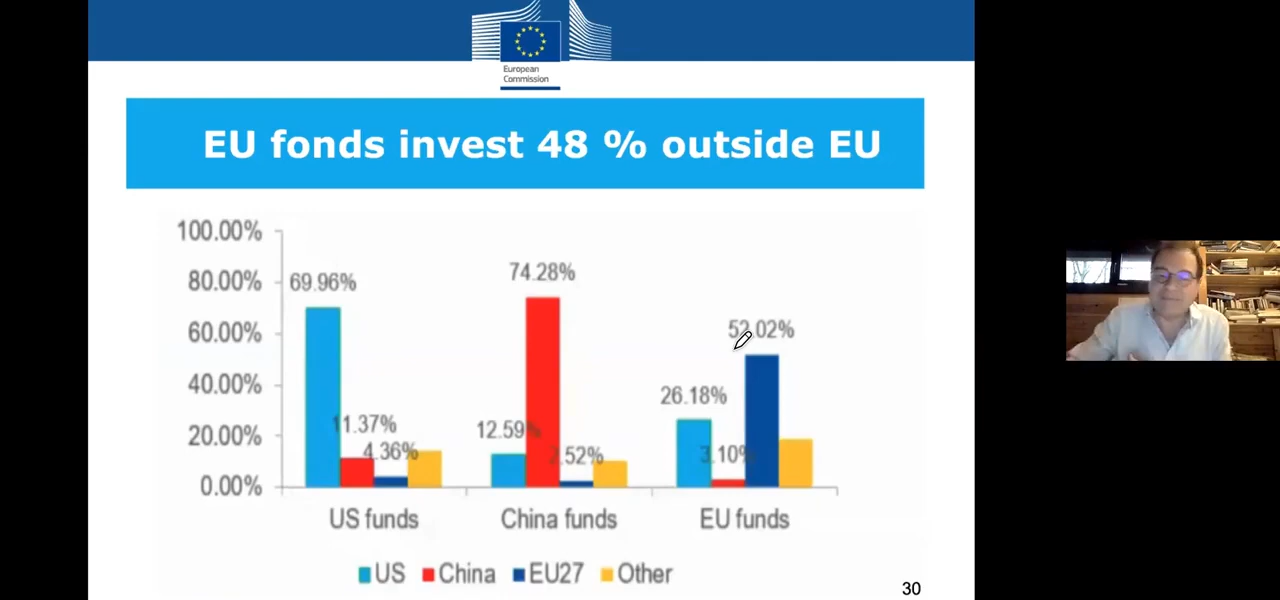 European
Commission
EU fonds invest 48 % outside EU
100.00%
80.00%
60.00%
40.00%
20.00%
0.00%
69.96%
11.37%
4.36%
12.59%
74.28%
2.52%
26.18%
3.10%
52.02%
US funds
China funds
EU funds
US
China
EU27
Other
30